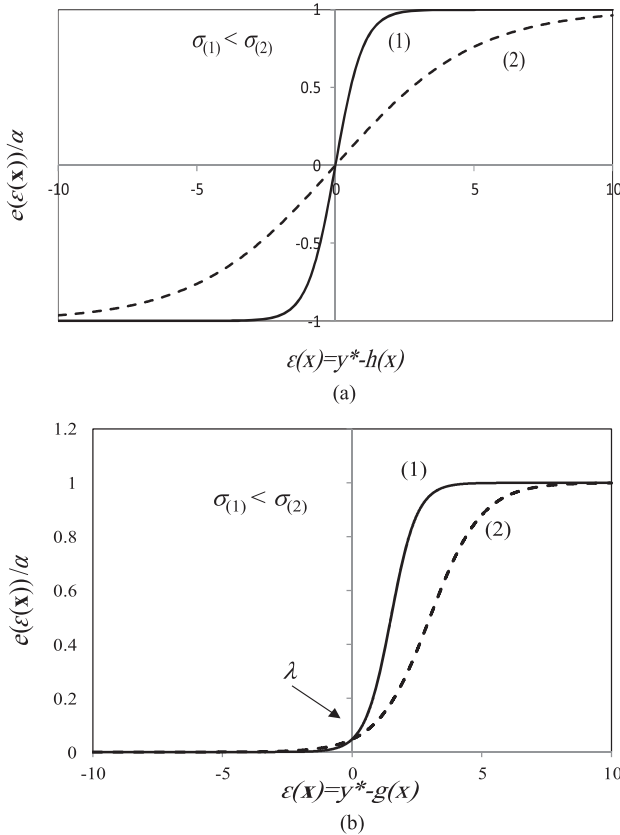 1
σ(1) < σ(2)
(1)
(2)
0.5
e(ε(x))/α
0
-10
-5
0
5
10
-0.5
-1
ε(x)=y*-h(x)
(a)
1.2
(1)
1
σ(1) < σ(2)
(2)
0.8
e(ε(x))/α
0.6
0.4
λ
0.2
0
-10
-5
0
5
10
ε(x)=y*-g(x)
(b)